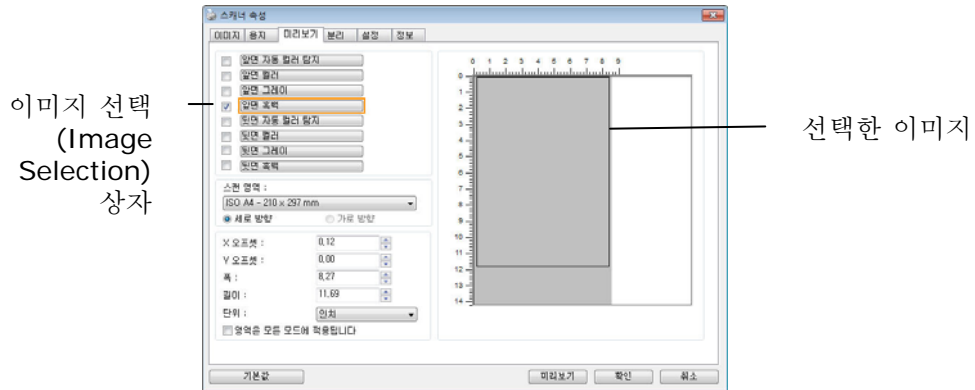 스캐너 속성
이미지 용지 미리보기 분리 설정 정보
앞면 자동 컬러 탐지
앞면 컬러
앞면 그레이
앞면 흑백
뒷면 자동 컬러 탐지
뒷면 컬러
뒷면 그레이
뒷면 흑백
이미지 선택
(Image
Selection)
상자
스캔 영역 :
ISO A4 - 210 x 297 mm
세로 방향 가로 방향
X 오프셋 : 0,12
Y 오프셋 : 0,00
폭 : 8,27
길이 : 11,69
단위 : 인치
영역은 모든 모드에 적용됩니다
0 1 2 3 4 5 6 7 8 9
0
1
2
3
4
5
6
7
8
9
10
11
12
13
14
선택한 이미지
기본값 미리보기 확인 취소